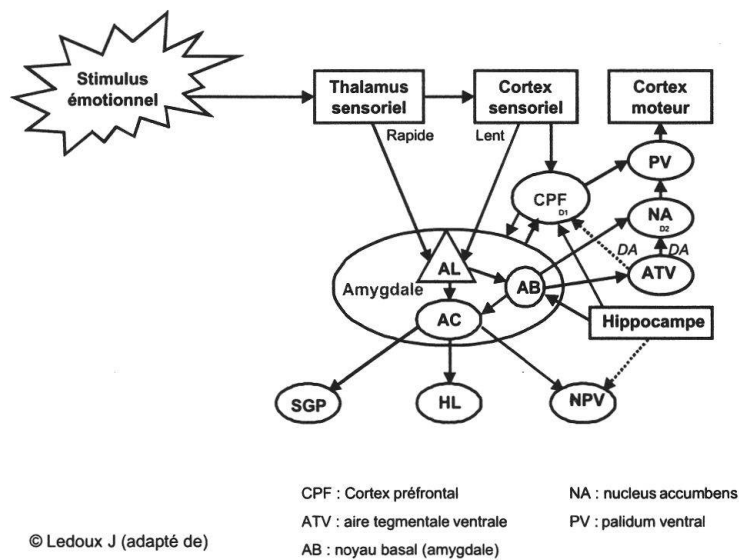 Stimulus
émotionnel
Thalamus
sensoriel
Cortex
sensoriel
Cortex
moteur
Rapide
Lent
PV
CPF
D1
NA
D2
DA
DA
ATV
AL
Amygdale
AB
AC
Hippocampe
SGP
HL
NPV
CPF : Cortex préfrontal
NA : nucleus accumbens
ATV : aire tegmentale ventrale
PV : palidum ventral
© Ledoux J (adapté de)
AB : noyau basal (amygdale)